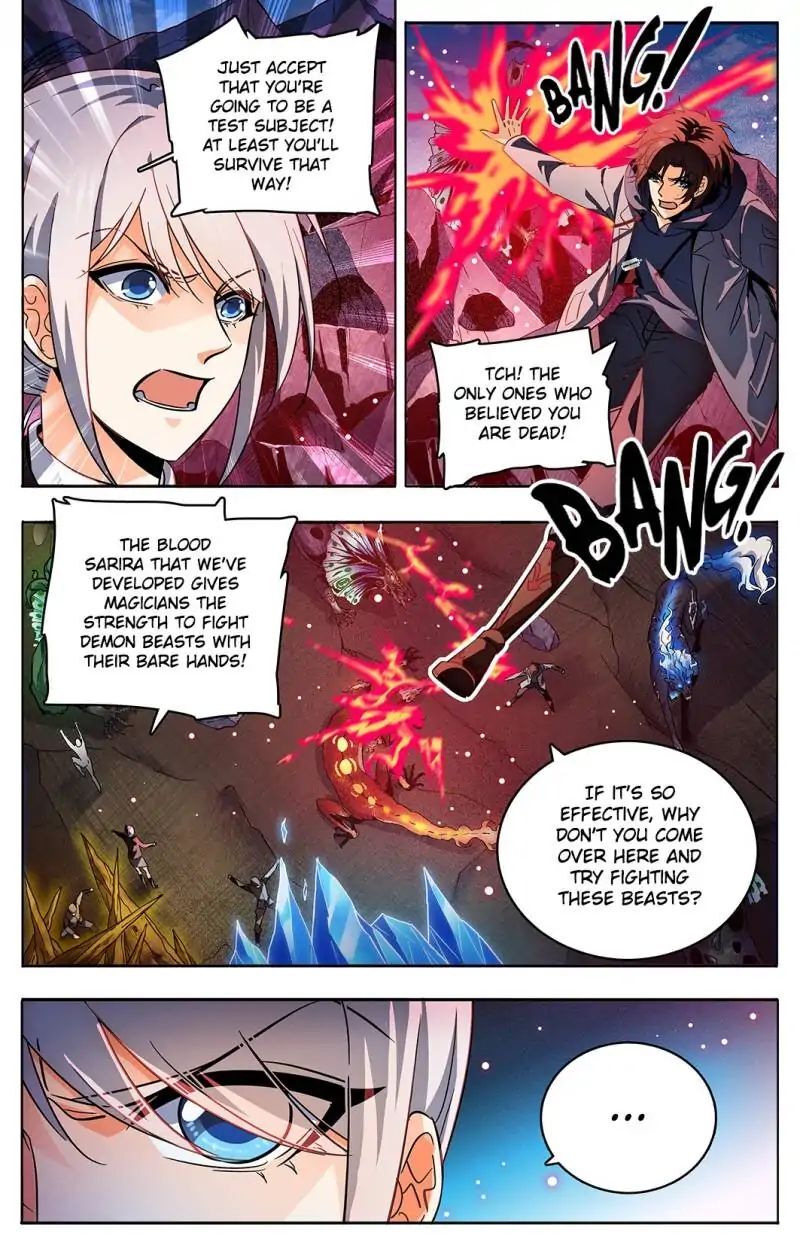 JUST ACCEPT
THAT YOU'RE
GOING TO BE A
TEST SUBJECT!
AT LEAST YOU'LL
SURVIVE THAT
WAY!
BANG!
TCH! THE
ONLY ONES WHO
BELIEVED YOU
ARE DEAD!
BANG!
THE BLOOD
SARIRA THAT WE'VE
DEVELOPED GIVES
MAGICIANS THE
STRENGTH TO FIGHT
DEMON BEASTS WITH
THEIR BARE HANDS!
IF IT'S SO
EFFECTIVE, WHY
DON'T YOU COME
OVER HERE AND
TRY FIGHTING
THESE BEASTS?
...